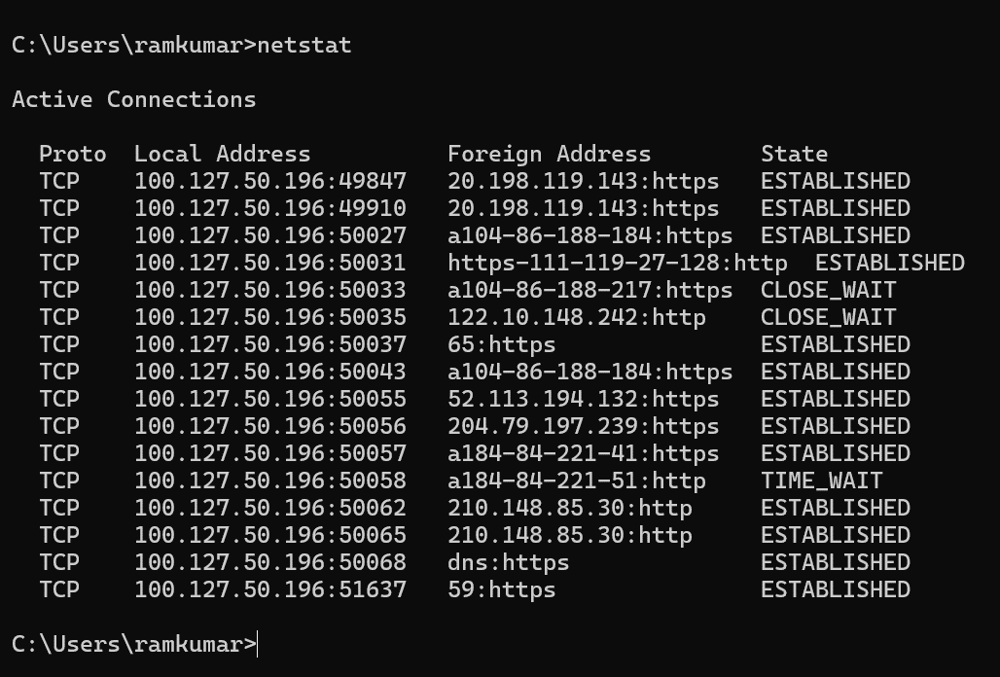 C:\Users\ramkumar>netstat
Active Connections
Proto  Local Address          Foreign Address        State
TCP    100.127.50.196:49847   20.198.119.143:https   ESTABLISHED
TCP    100.127.50.196:49910   20.198.119.143:https   ESTABLISHED
TCP    100.127.50.196:50027   a104-86-188-184:https  ESTABLISHED
TCP    100.127.50.196:50031   https-111-119-27-128:http  ESTABLISHED
TCP    100.127.50.196:50033   a104-86-188-217:https  CLOSE_WAIT
TCP    100.127.50.196:50035   122.10.148.242:http    CLOSE_WAIT
TCP    100.127.50.196:50037   65:https               ESTABLISHED
TCP    100.127.50.196:50043   a104-86-188-184:https  ESTABLISHED
TCP    100.127.50.196:50055   52.113.194.132:https   ESTABLISHED
TCP    100.127.50.196:50056   204.79.197.239:https   ESTABLISHED
TCP    100.127.50.196:50057   a184-84-221-41:https   ESTABLISHED
TCP    100.127.50.196:50058   a184-84-221-51:http    TIME_WAIT
TCP    100.127.50.196:50062   210.148.85.30:http     ESTABLISHED
TCP    100.127.50.196:50065   210.148.85.30:http     ESTABLISHED
TCP    100.127.50.196:50068   dns:https              ESTABLISHED
TCP    100.127.50.196:51637   59:https               ESTABLISHED
C:\Users\ramkumar>